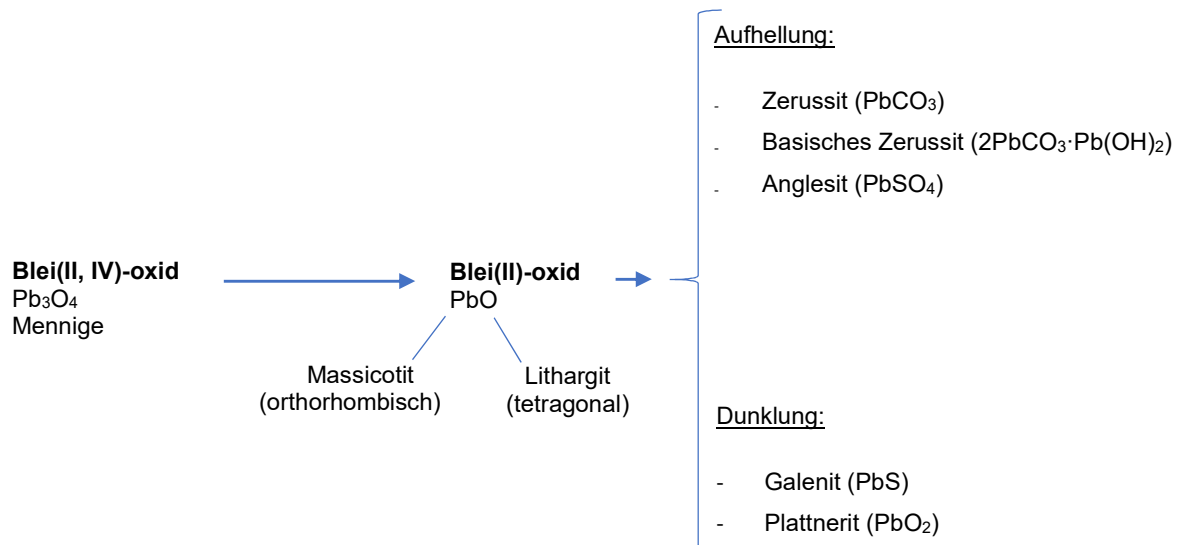 Blei(II, IV)-oxid
Pb₃O₄
Mennige
Blei(II)-oxid
PbO
Massicotit
(orthorhombisch)
Lithargit
(tetragonal)
Aufhellung:
- Zerussit (PbCO₃)
- Basisches Zerussit (2PbCO₃·Pb(OH)₂)
- Anglesit (PbSO₄)
Dunklung:
- Galenit (PbS)
- Plattnerit (PbO₂)